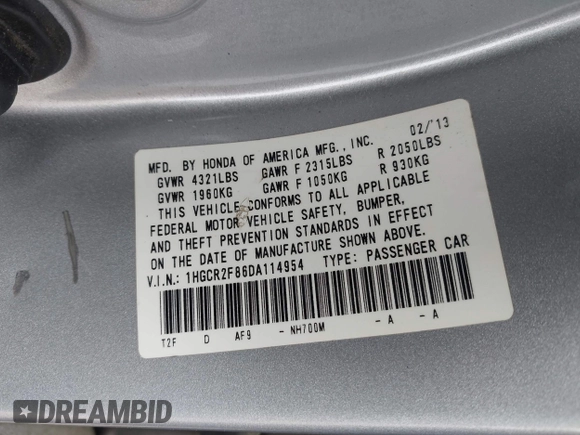 MFD. BY HONDA OF AMERICA MFG., INC. 02/'13
GVWR 4321LBS GAWR F 2315LBS R 2050LBS
GVWR 1960KG GAWR F 1050KG R 930KG
THIS VEHICLE CONFORMS TO ALL APPLICABLE
FEDERAL MOTOR VEHICLE SAFETY, BUMPER,
AND THEFT PREVENTION STANDARDS IN EFFECT
ON THE DATE OF MANUFACTURE SHOWN ABOVE.
V.I.N.: 1HGCR2F86DA114954 TYPE: PASSENGER CAR
T2F D AF9 - NH700M - A - A
DREAMBID